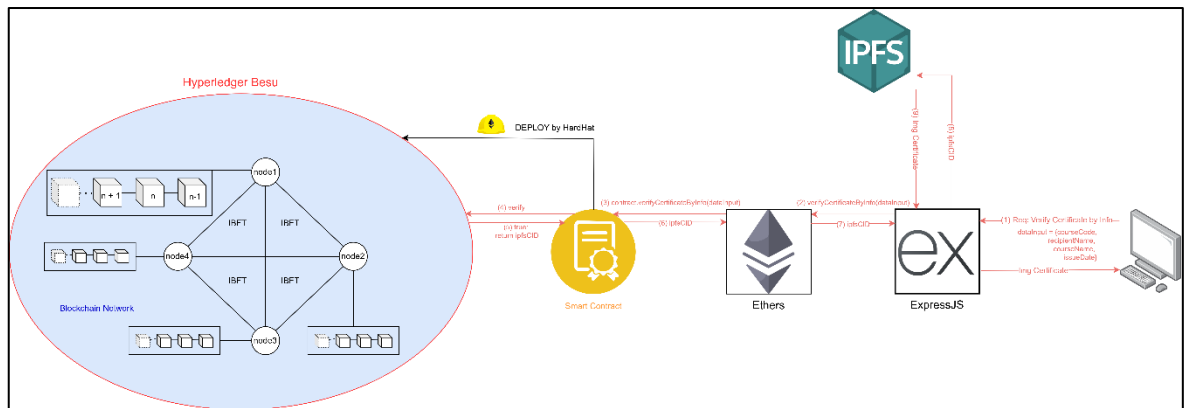 IPFS
Hyperledger Besu
DEPLOY by HardHat
(9) Img Certificate
(8) ipfsCID
node1
n + 1
n
n-1
IBFT
IBFT
node4
node2
IBFT
IBFT
Blockchain Network
node3
(4) verify
return ipfsCID
(3) contract.verifyCertificateByInfo(dataInput)
(6) ipfsCID
Smart Contract
(2) verifyCertificateByInfo(dataInput)
(7) ipfsCID
Ethers
ex
ExpressJS
(1) Req Verify Certificate by Info
dataInput = {courseCode,
recipientName,
courseName,
issueDate}
Img Certificate